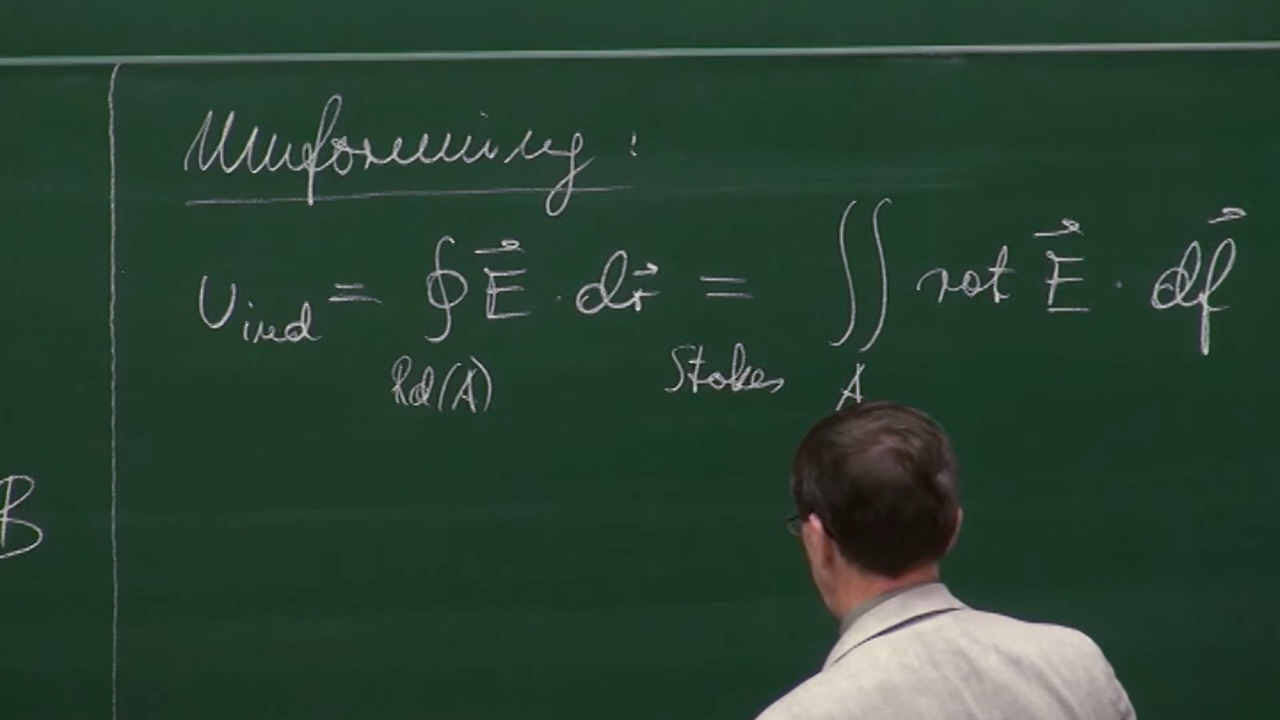 Umformung:
U_ind = ∮ E⃗ · dr⃗ = ∬ rot E⃗ · df⃗
Rd(A) Stokes A
B